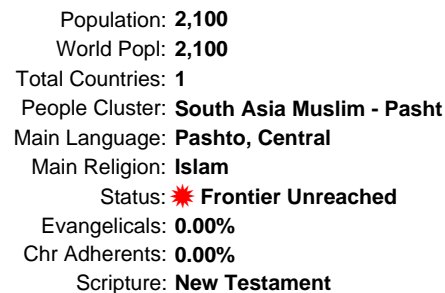 Population: 2,100
World Popl: 2,100
Total Countries: 1
People Cluster: South Asia Muslim - Pasht
Main Language: Pashto, Central
Main Religion: Islam
Status: Frontier Unreached
Evangelicals: 0.00%
Chr Adherents: 0.00%
Scripture: New Testament